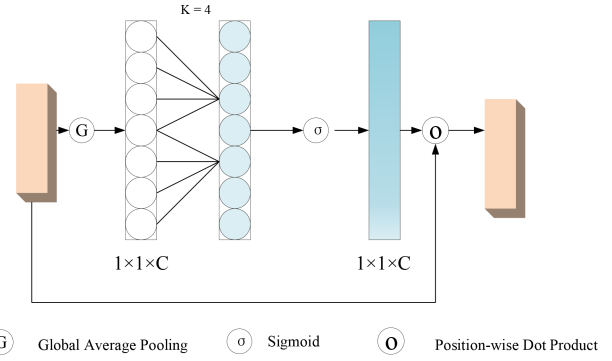 K = 4
G
σ
O
1×1×C
1×1×C
G Global Average Pooling σ Sigmoid O Position-wise Dot Product